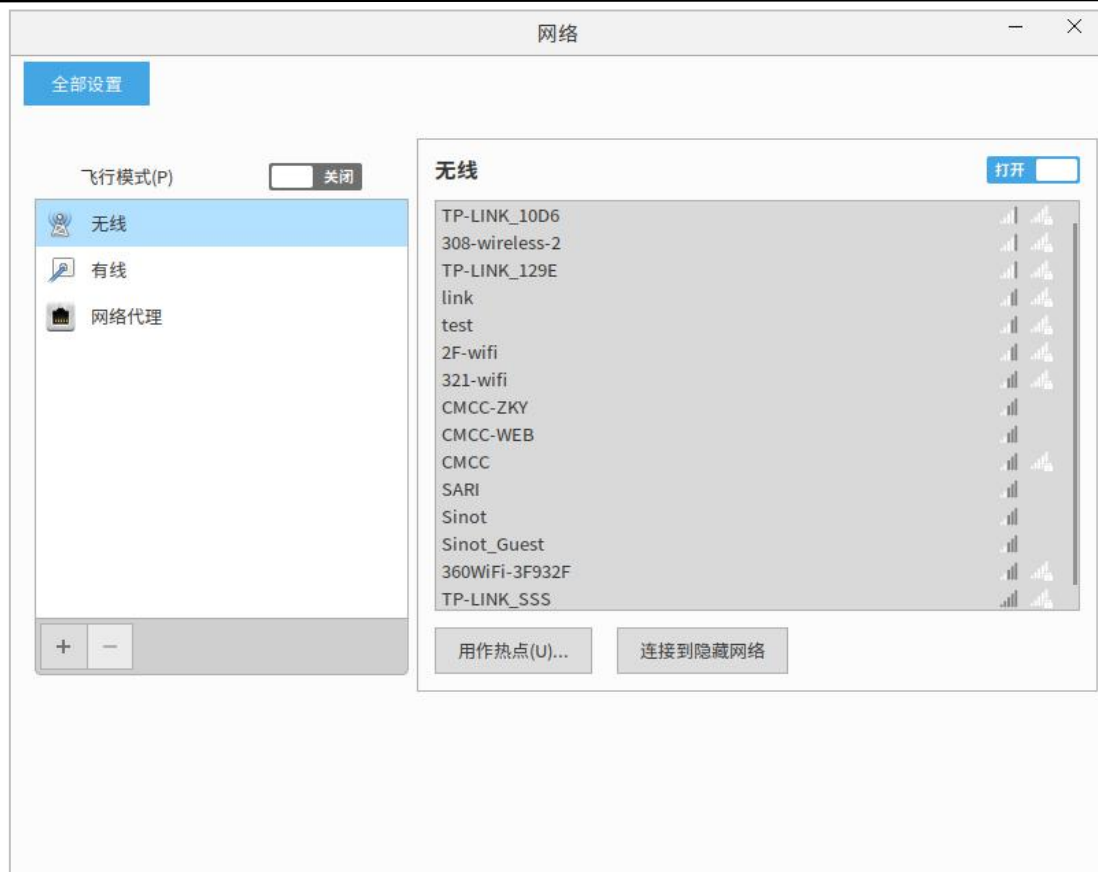 网络
全部设置
飞行模式(P)
关闭
无线
有线
网络代理
无线
打开
TP-LINK_10D6
308-wireless-2
TP-LINK_129E
link
test
2F-wifi
321-wifi
CMCC-ZKY
CMCC-WEB
CMCC
SARI
Sinot
Sinot_Guest
360WiFi-3F932F
TP-LINK_SSS
用作热点(U)...
连接到隐藏网络